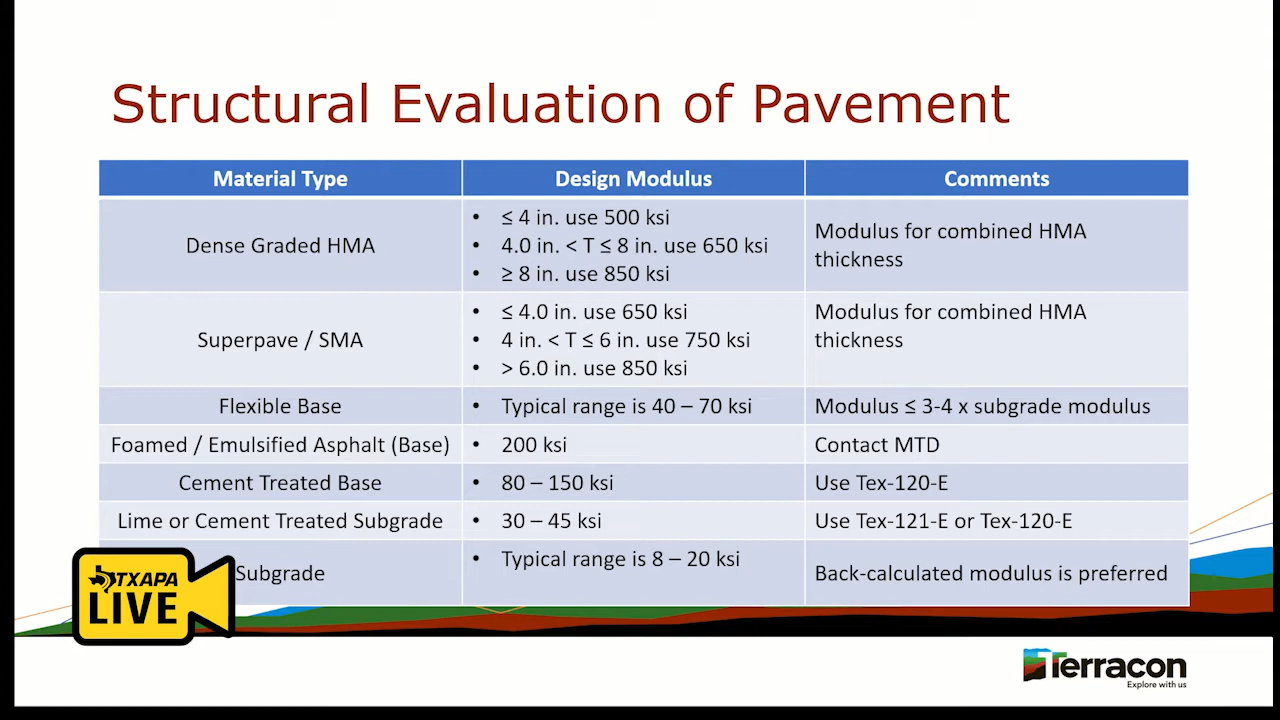 Structural Evaluation of Pavement
Material Type
Design Modulus
Comments
Dense Graded HMA
• ≤ 4 in. use 500 ksi
• 4.0 in. < T ≤ 8 in. use 650 ksi
• ≥ 8 in. use 850 ksi
Modulus for combined HMA
thickness
Superpave / SMA
• ≤ 4.0 in. use 650 ksi
• 4 in. < T ≤ 6 in. use 750 ksi
• > 6.0 in. use 850 ksi
Modulus for combined HMA
thickness
Flexible Base
• Typical range is 40 – 70 ksi
Modulus ≤ 3-4 x subgrade modulus
Foamed / Emulsified Asphalt (Base)
• 200 ksi
Contact MTD
Cement Treated Base
• 80 – 150 ksi
Use Tex-120-E
Lime or Cement Treated Subgrade
• 30 – 45 ksi
Use Tex-121-E or Tex-120-E
Subgrade
• Typical range is 8 – 20 ksi
Back-calculated modulus is preferred
TXAPA
LIVE
Terracon
Explore with us